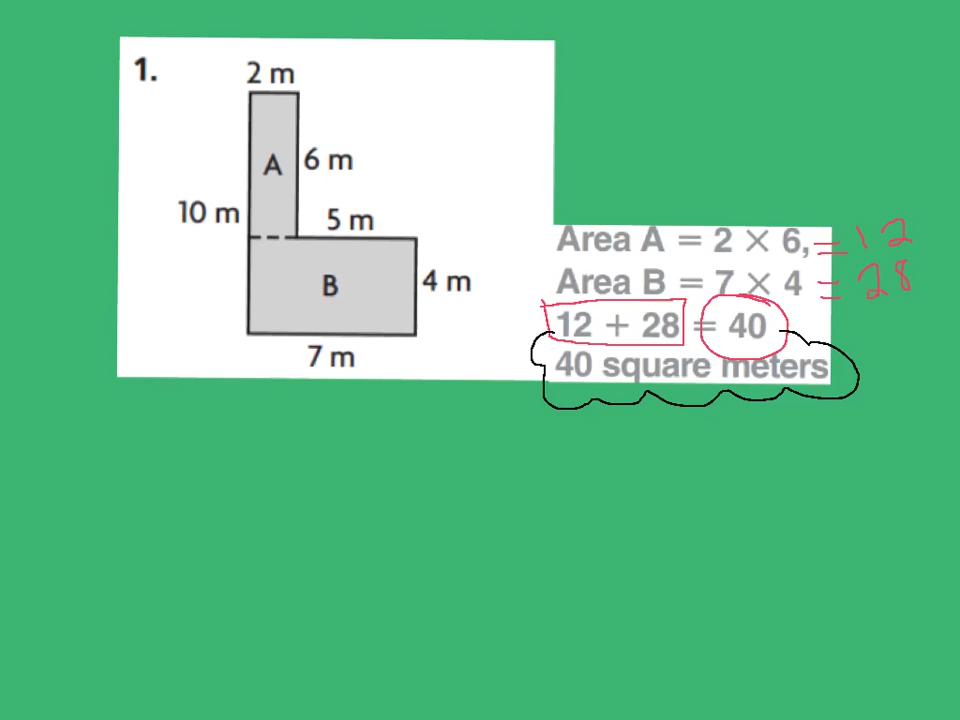 1.
2 m
A
6 m
10 m
5 m
B
4 m
7 m
Area A = 2 × 6, = 12
Area B = 7 × 4 = 28
12 + 28 = 40
40 square meters